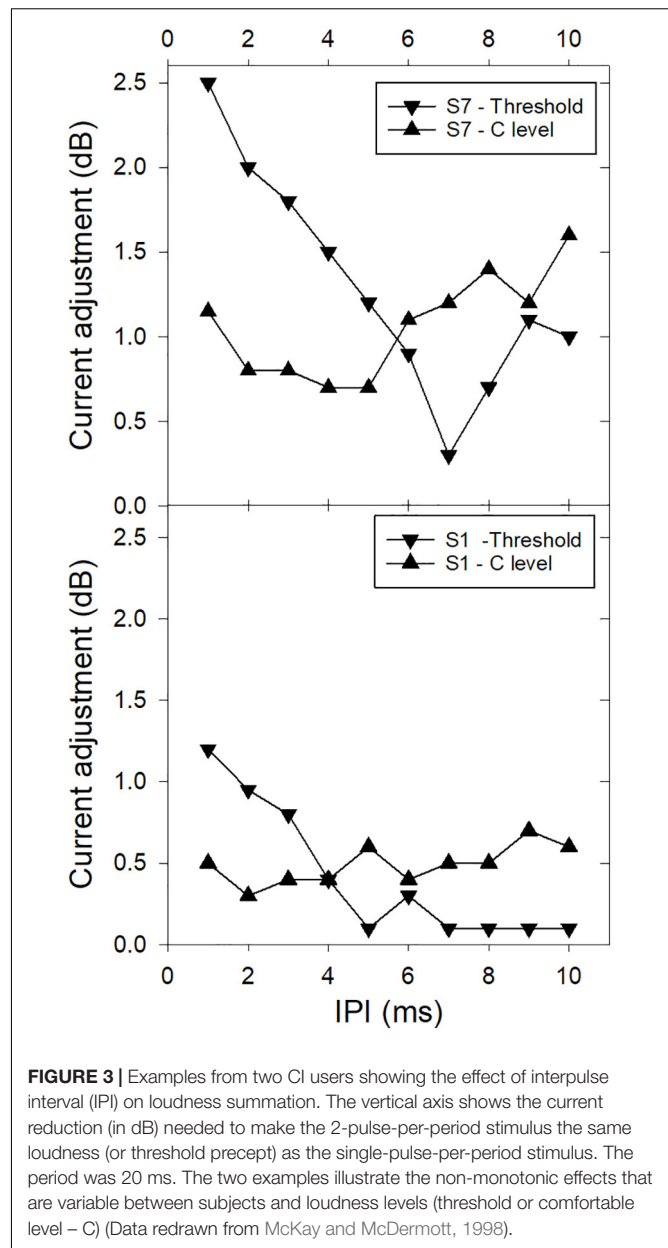 0 2 4 6 8 10
2.5
2.0
1.5
1.0
0.5
0.0
Current adjustment (dB)
S7 - Threshold
S7 - C level
2.5
2.0
1.5
1.0
0.5
0.0
Current adjustment (dB)
S1 -Threshold
S1 - C level
0 2 4 6 8 10
IPI (ms)
FIGURE 3 | Examples from two CI users showing the effect of interpulse
interval (IPI) on loudness summation. The vertical axis shows the current
reduction (in dB) needed to make the 2-pulse-per-period stimulus the same
loudness (or threshold precept) as the single-pulse-per-period stimulus. The
period was 20 ms. The two examples illustrate the non-monotonic effects that
are variable between subjects and loudness levels (threshold or comfortable
level – C) (Data redrawn from McKay and McDermott, 1998).